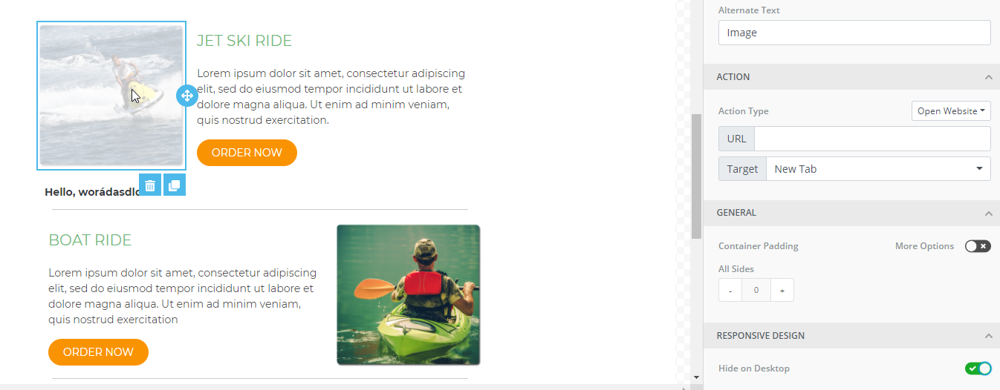 JET SKI RIDE
Lorem ipsum dolor sit amet, consectetur adipiscing
elit, sed do eiusmod tempor incididunt ut labore et
dolore magna aliqua. Ut enim ad minim veniam,
quis nostrud exercitation.
ORDER NOW
Hello, worádasdlo
BOAT RIDE
Lorem ipsum dolor sit amet, consectetur adipiscing
elit, sed do eiusmod tempor incididunt ut labore et
dolore magna aliqua. Ut enim ad minim veniam,
quis nostrud exercitation
ORDER NOW
Alternate Text
Image
ACTION
Action Type
Open Website
URL
Target
New Tab
GENERAL
Container Padding
More Options
All Sides
- 0 +
RESPONSIVE DESIGN
Hide on Desktop